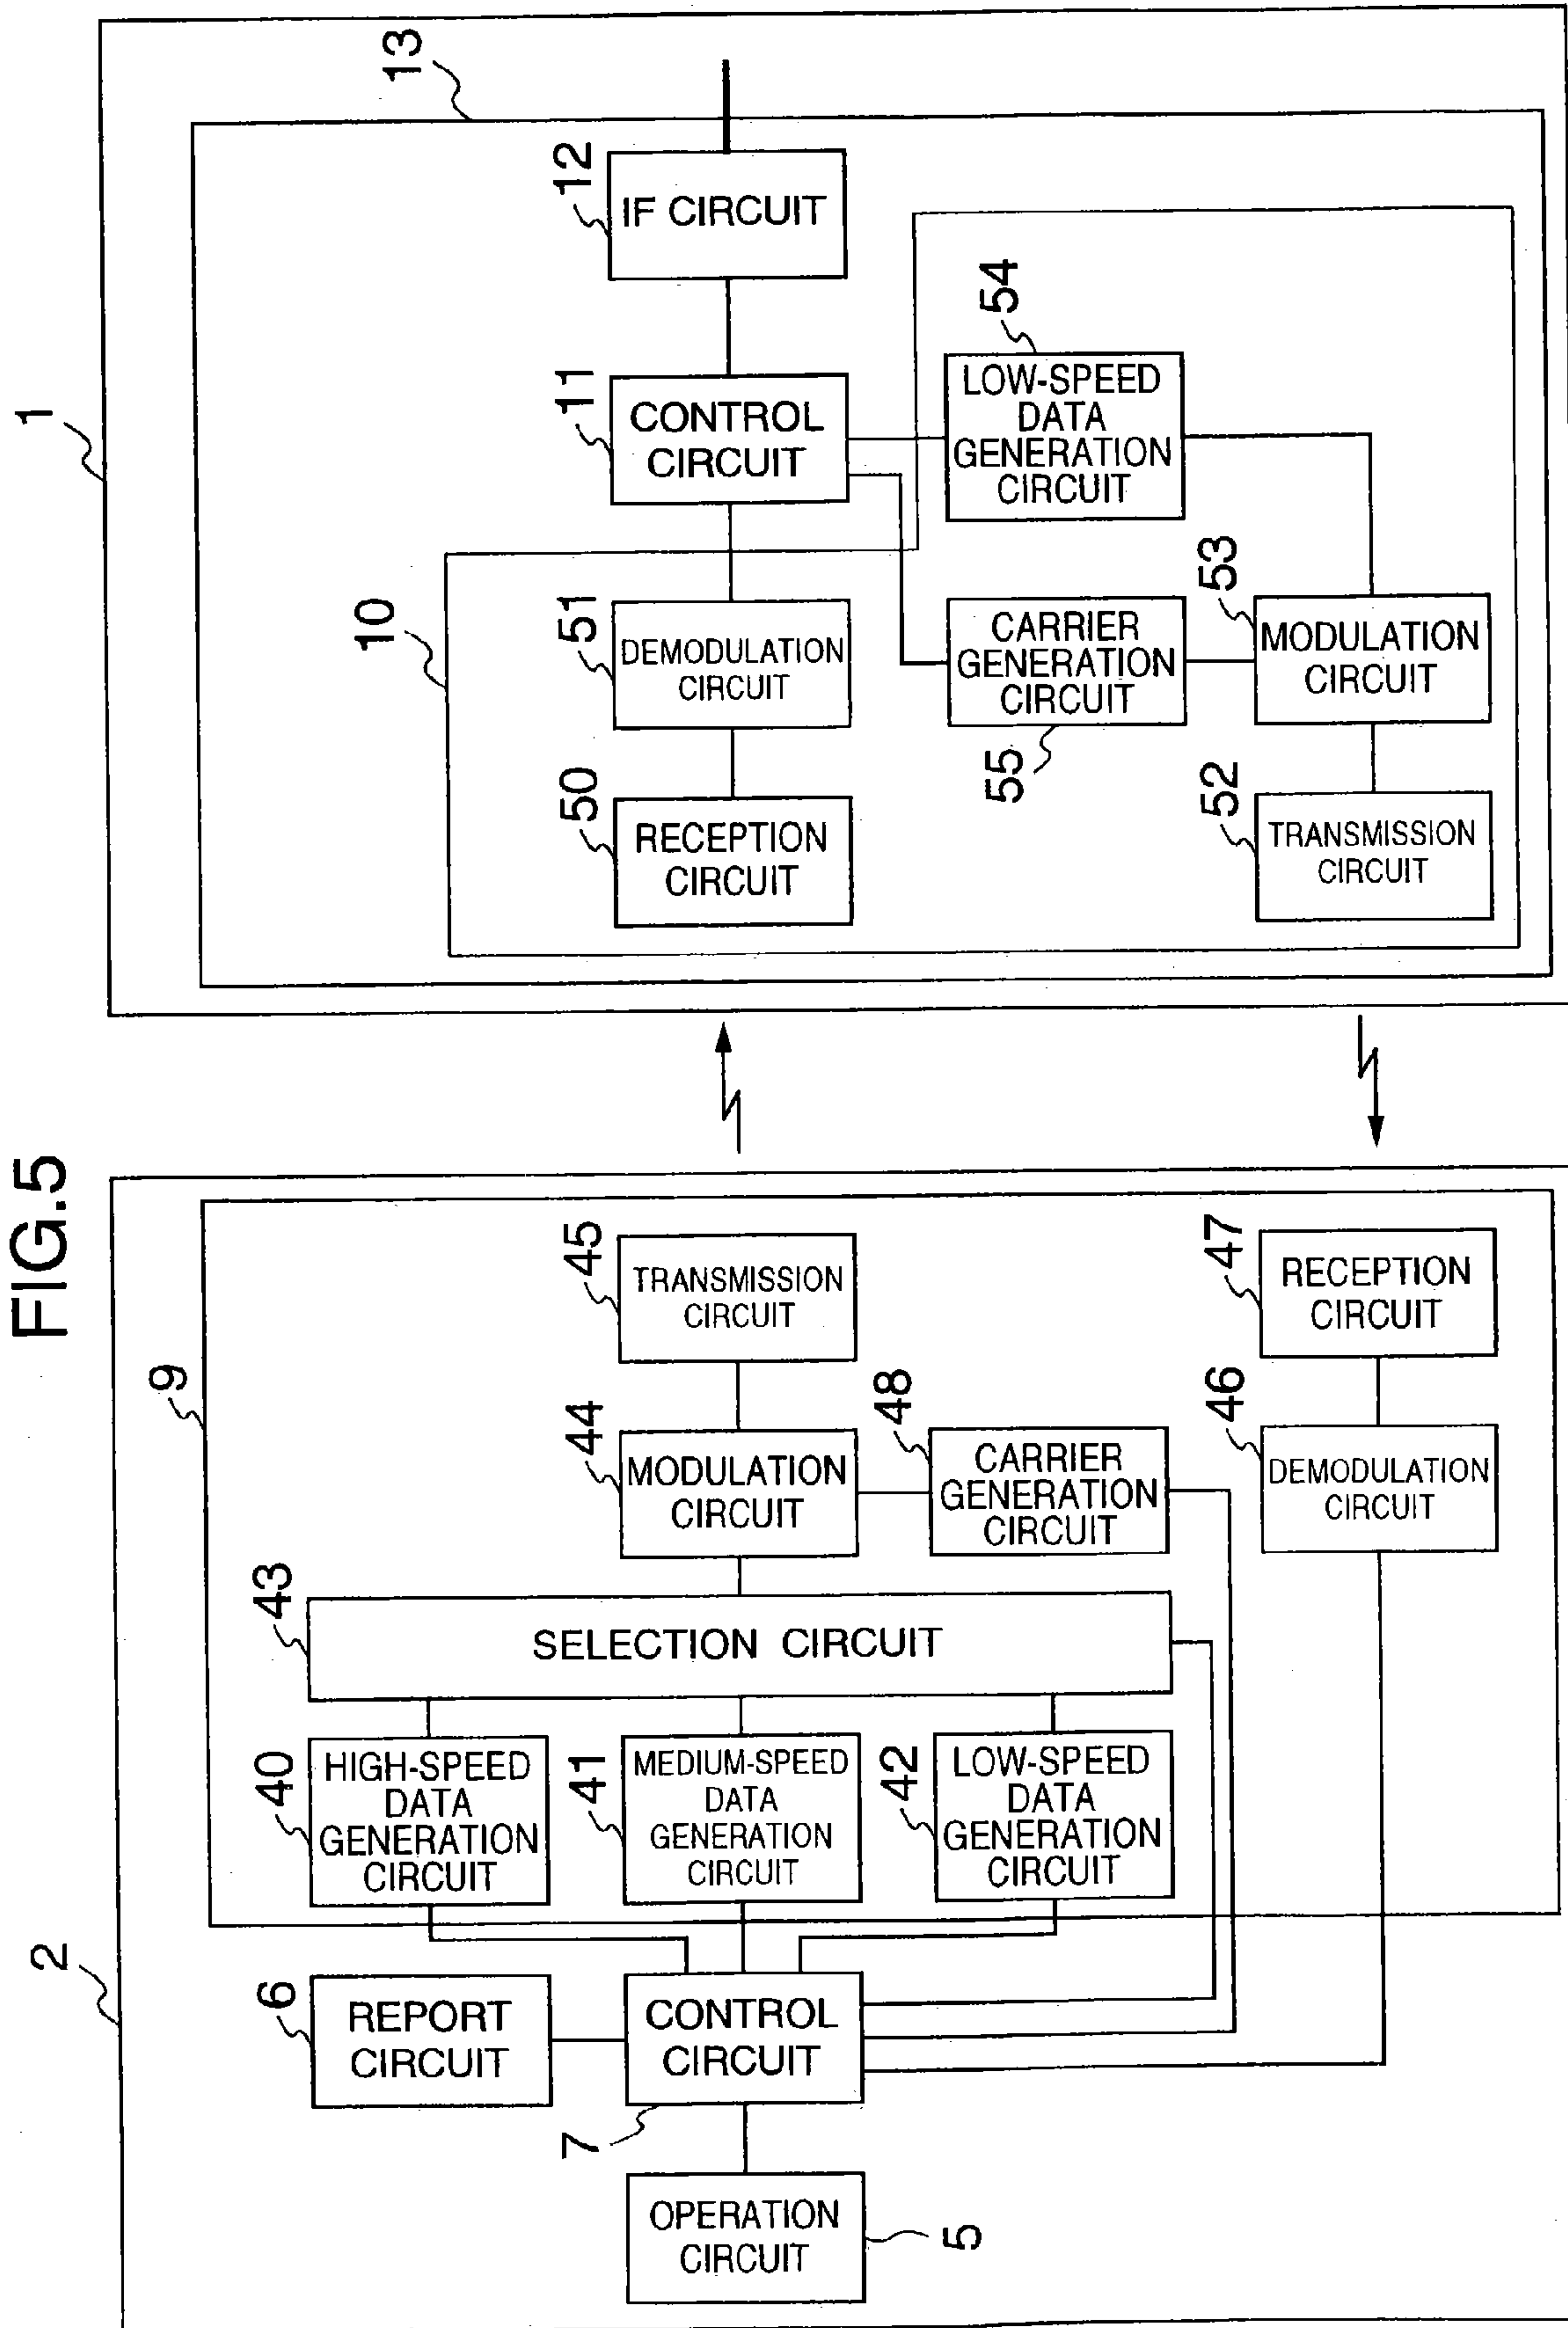 FIG.5
2
9
5
OPERATION
CIRCUIT
6
REPORT
CIRCUIT
7
CONTROL
CIRCUIT
40
HIGH-SPEED
DATA
GENERATION
CIRCUIT
41
MEDIUM-SPEED
DATA
GENERATION
CIRCUIT
42
LOW-SPEED
DATA
GENERATION
CIRCUIT
43
SELECTION CIRCUIT
44
MODULATION
CIRCUIT
45
TRANSMISSION
CIRCUIT
48
CARRIER
GENERATION
CIRCUIT
46
DEMODULATION
CIRCUIT
47
RECEPTION
CIRCUIT
1
13
10
50
RECEPTION
CIRCUIT
51
DEMODULATION
CIRCUIT
11
CONTROL
CIRCUIT
12
IF CIRCUIT
55
CARRIER
GENERATION
CIRCUIT
54
LOW-SPEED
DATA
GENERATION
CIRCUIT
52
TRANSMISSION
CIRCUIT
53
MODULATION
CIRCUIT